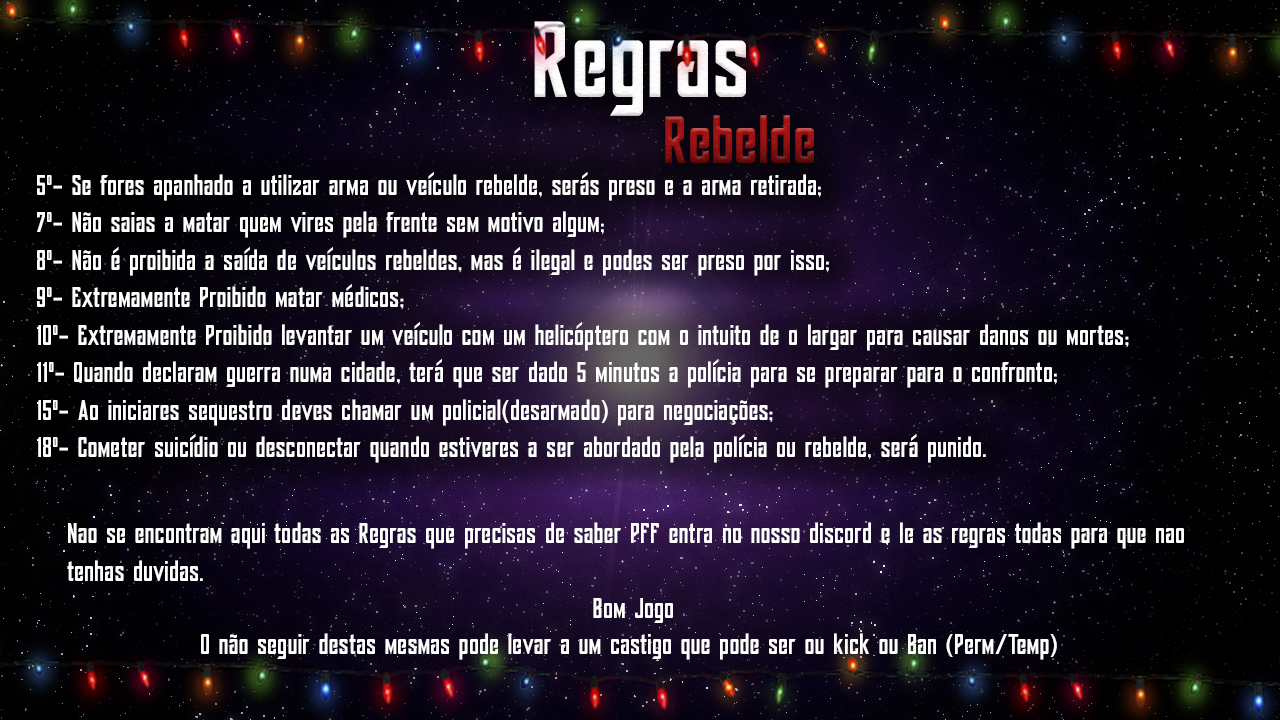 Regras
Rebelde
5º- Se fores apanhado a utilizar arma ou veículo rebelde, serás preso e a arma retirada;
7º- Não saias a matar quem vires pela frente sem motivo algum;
8º- Não é proibida a saída de veículos rebeldes, mas é ilegal e podes ser preso por isso;
9º- Extremamente Proibido matar médicos;
10º- Extremamente Proibido levantar um veículo com um helicóptero com o intuito de o largar para causar danos ou mortes;
11º- Quando declaram guerra numa cidade, terá que ser dado 5 minutos a polícia para se preparar para o confronto;
15º- Ao iniciares sequestro deves chamar um policial(desarmado) para negociações;
18º- Cometer suicídio ou desconectar quando estiveres a ser abordado pela polícia ou rebelde, será punido.
Nao se encontram aqui todas as Regras que precisas de saber PFF entra no nosso discord e le as regras todas para que nao
tenhas duvidas.
Bom Jogo
O não seguir destas mesmas pode levar a um castigo que pode ser ou kick ou Ban (Perm/Temp)